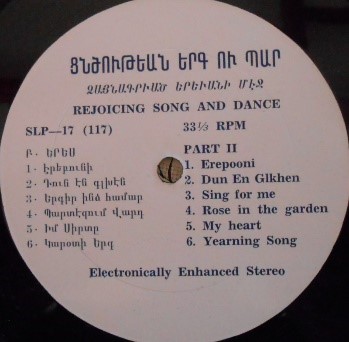 ՑՆԾՈՒԹԵԱՆ ԵՐԳ ՈՒ ՊԱՐ
ՁԱՅՆԱԳՐՒԱԾ ԵՐԵՒԱՆԻ ՄԷՋ
REJOICING SONG AND DANCE
SLP—17 (117) 33⅓ RPM
Բ. ԵՐԵՍ PART II
1. Էրեբունի 1. Erepooni
2. Դուն էն գլխէն 2. Dun En Glkhen
3. Երգիր ինձ համար 3. Sing for me
4. Պարտէզում վարդ 4. Rose in the garden
5. Իմ Սիրտը 5. My heart
6. Կարօտի Երգ 6. Yearning Song
Electronically Enhanced Stereo